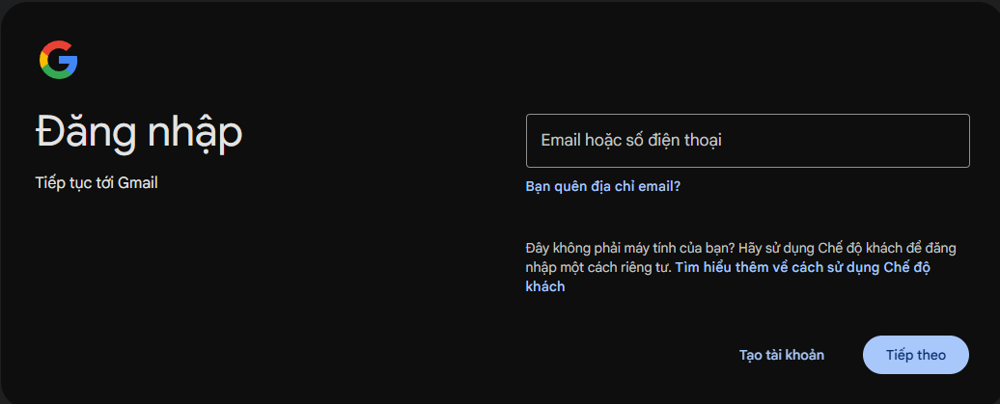 Đăng nhập
Tiếp tục tới Gmail
Email hoặc số điện thoại
Bạn quên địa chỉ email?
Đây không phải máy tính của bạn? Hãy sử dụng Chế độ khách để đăng
nhập một cách riêng tư. Tìm hiểu thêm về cách sử dụng Chế độ
khách
Tạo tài khoản
Tiếp theo